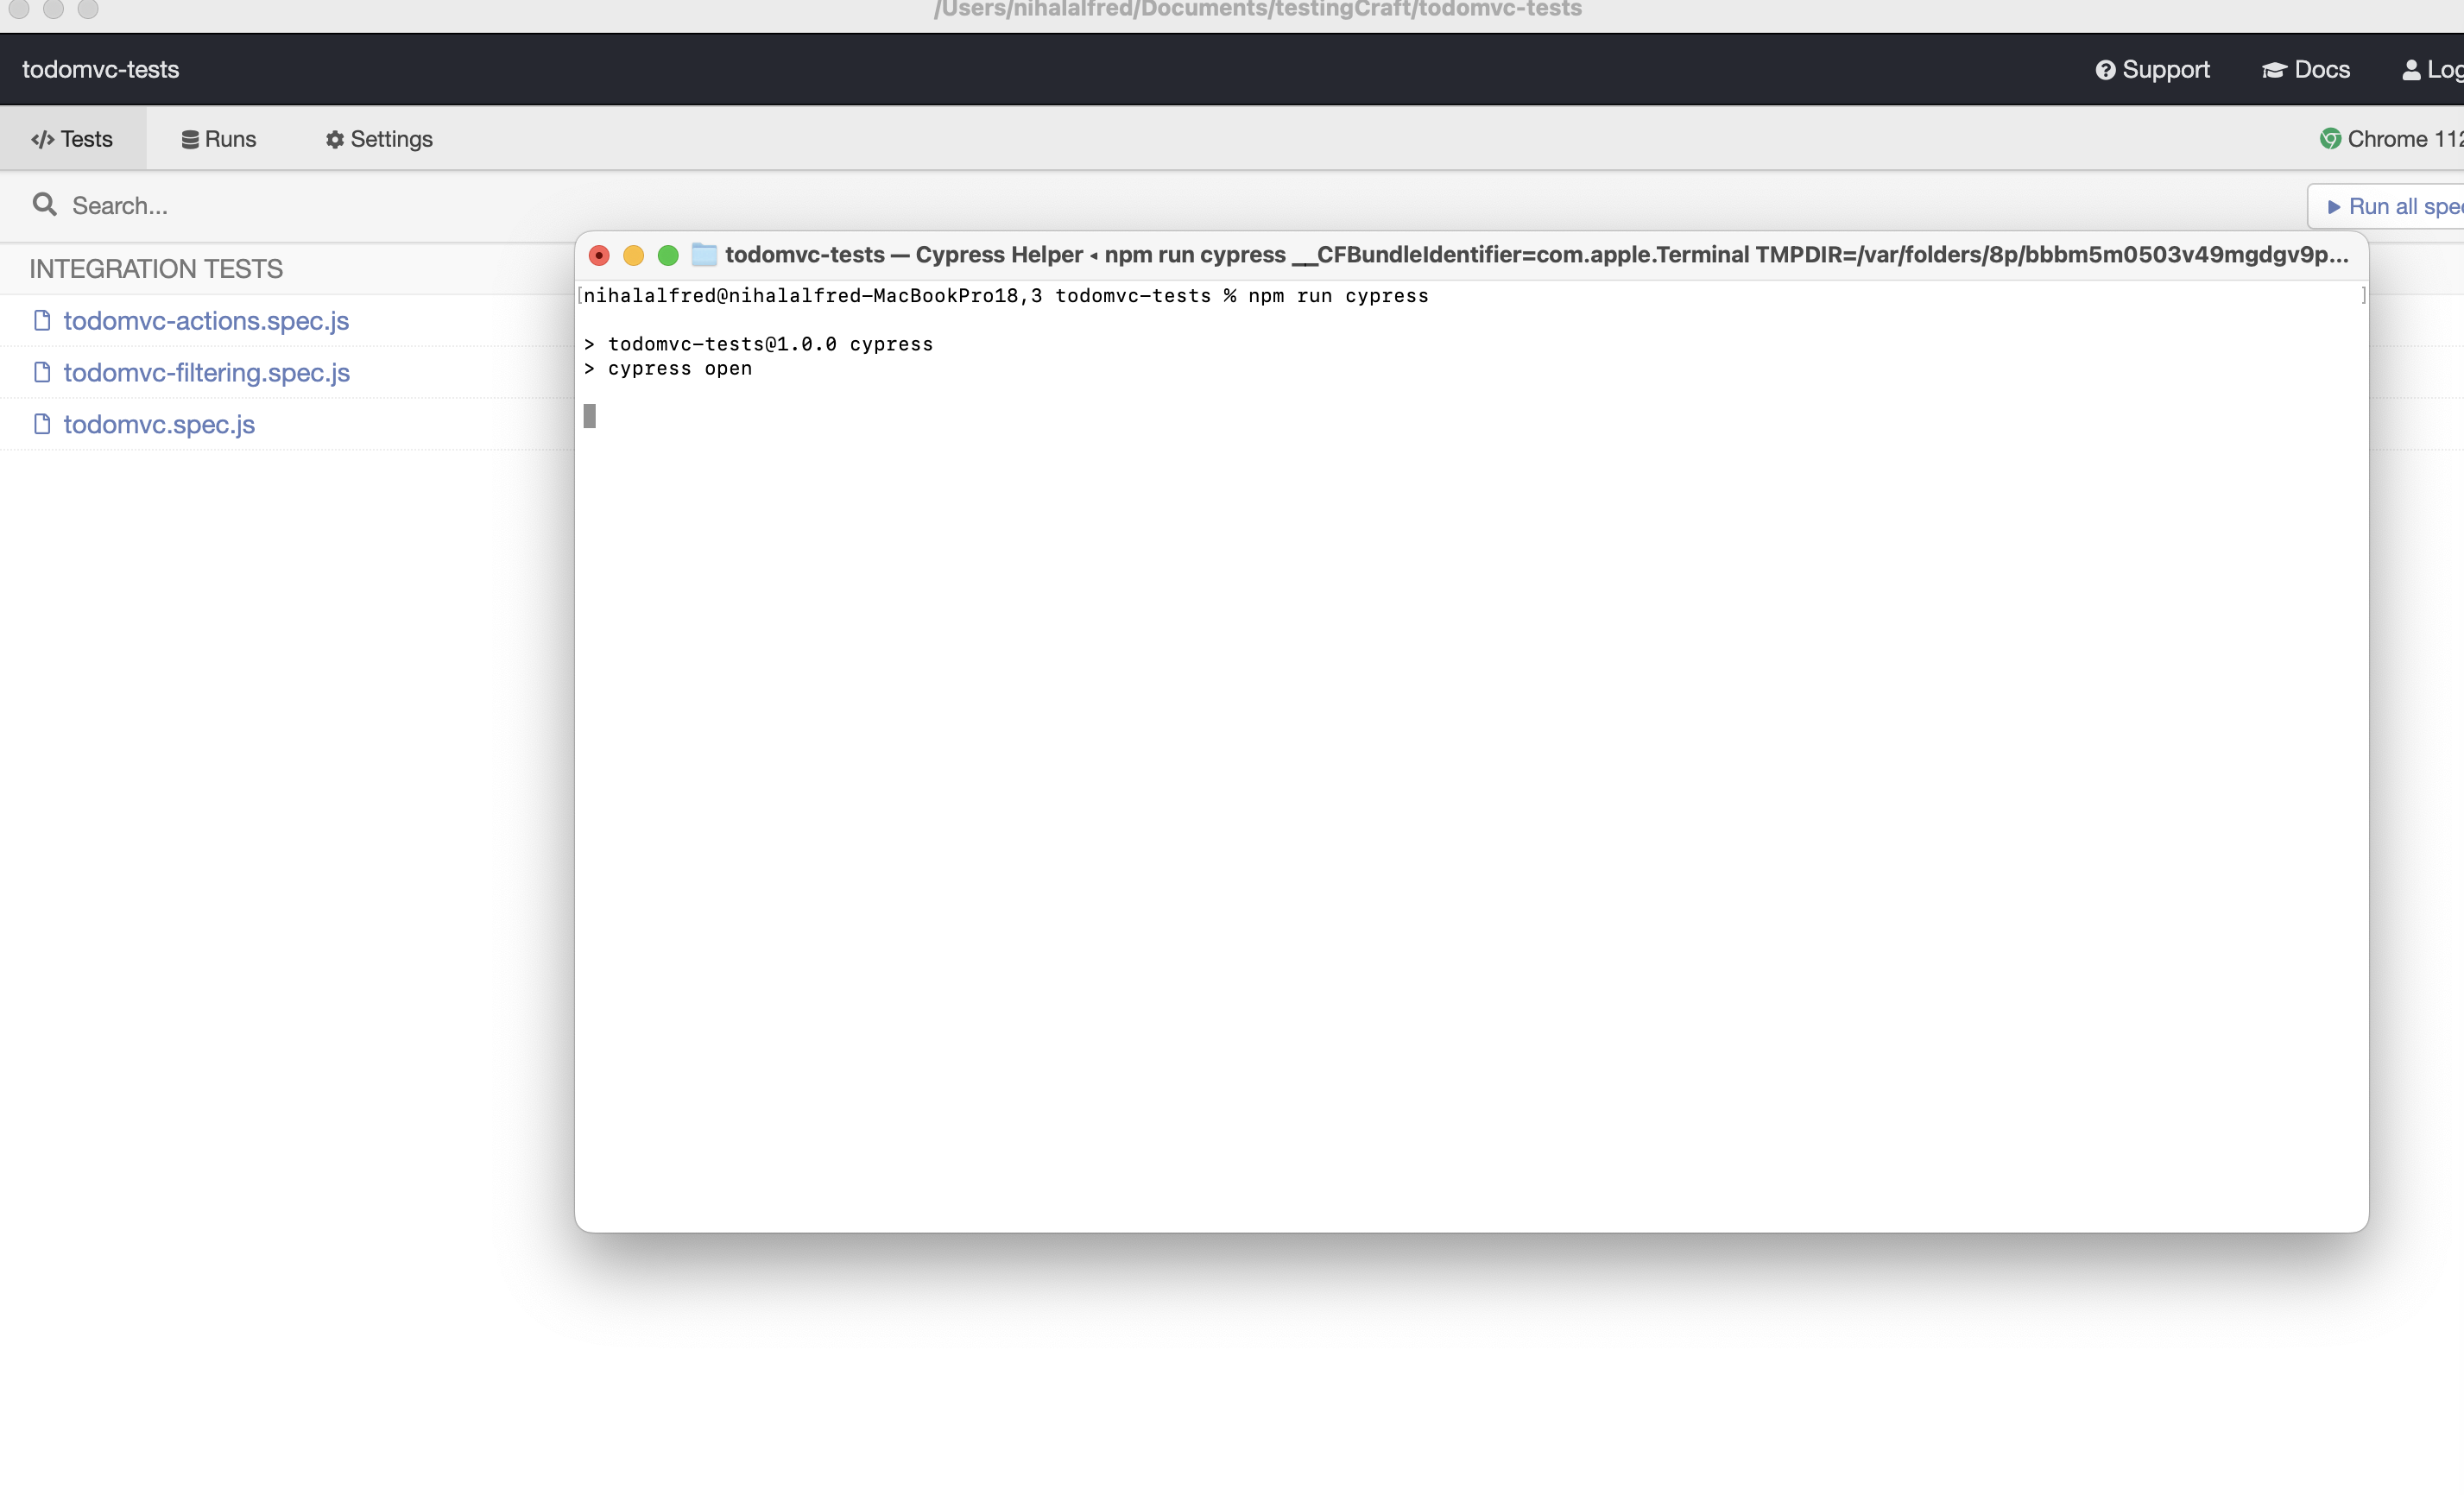 /Users/nihalalfred/Documents/testingCraft/todomvc-tests
todomvc-tests
Support
Docs
Log
Tests
Runs
Settings
Chrome 112
Search...
Run all spe
INTEGRATION TESTS
todomvc-actions.spec.js
todomvc-filtering.spec.js
todomvc.spec.js
todomvc-tests — Cypress Helper ◂ npm run cypress __CFBundleIdentifier=com.apple.Terminal TMPDIR=/var/folders/8p/bbbm5m0503v49mgdgv9p...
[nihalalfred@nihalalfred-MacBookPro18,3 todomvc-tests % npm run cypress ]
> todomvc-tests@1.0.0 cypress
> cypress open